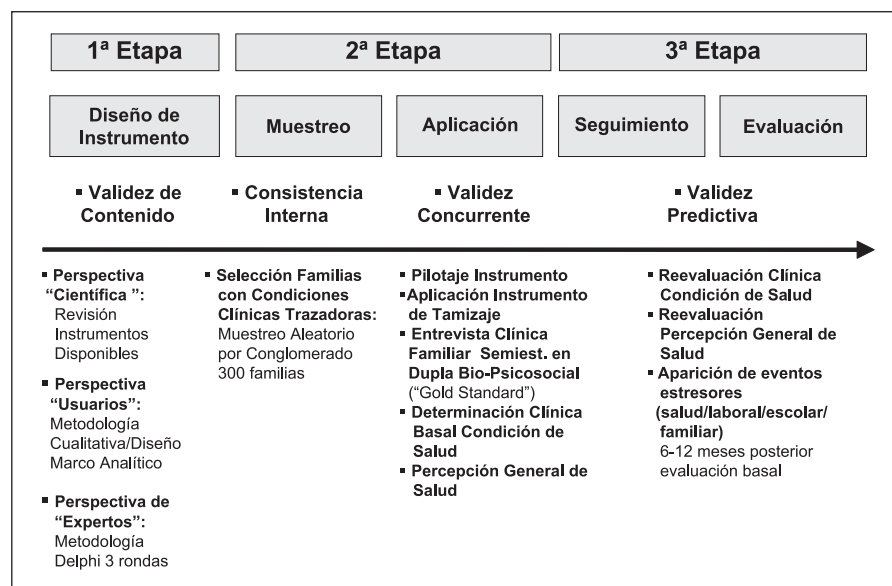 1ª Etapa
2ª Etapa
3ª Etapa
Diseño de
Instrumento
Muestreo
Aplicación
Seguimiento
Evaluación
▪ Validez de
Contenido
▪ Consistencia
Interna
▪ Validez
Concurrente
▪ Validez
Predictiva
▪ Perspectiva
“Científica ”:
Revisión
Instrumentos
Disponibles
▪ Perspectiva
“Usuarios”:
Metodología
Cualitativa/Diseño
Marco Analítico
▪ Perspectiva de
“Expertos”:
Metodología
Delphi 3 rondas
▪ Selección Familias
con Condiciones
Clínicas Trazadoras:
Muestreo Aleatorio
por Conglomerado
300 familias
▪ Pilotaje Instrumento
▪ Aplicación Instrumento
de Tamizaje
▪ Entrevista Clínica
Familiar Semiest. en
Dupla Bio-Psicosocial
(“Gold Standard”)
▪ Determinación Clínica
Basal Condición de
Salud
▪ Percepción General de
Salud
▪ Reevaluación Clínica
Condición de Salud
▪ Reevaluación
Percepción General de
Salud
▪ Aparición de eventos
estresores
(salud/laboral/escolar/
familiar)
6-12 meses posterior
evaluación basal